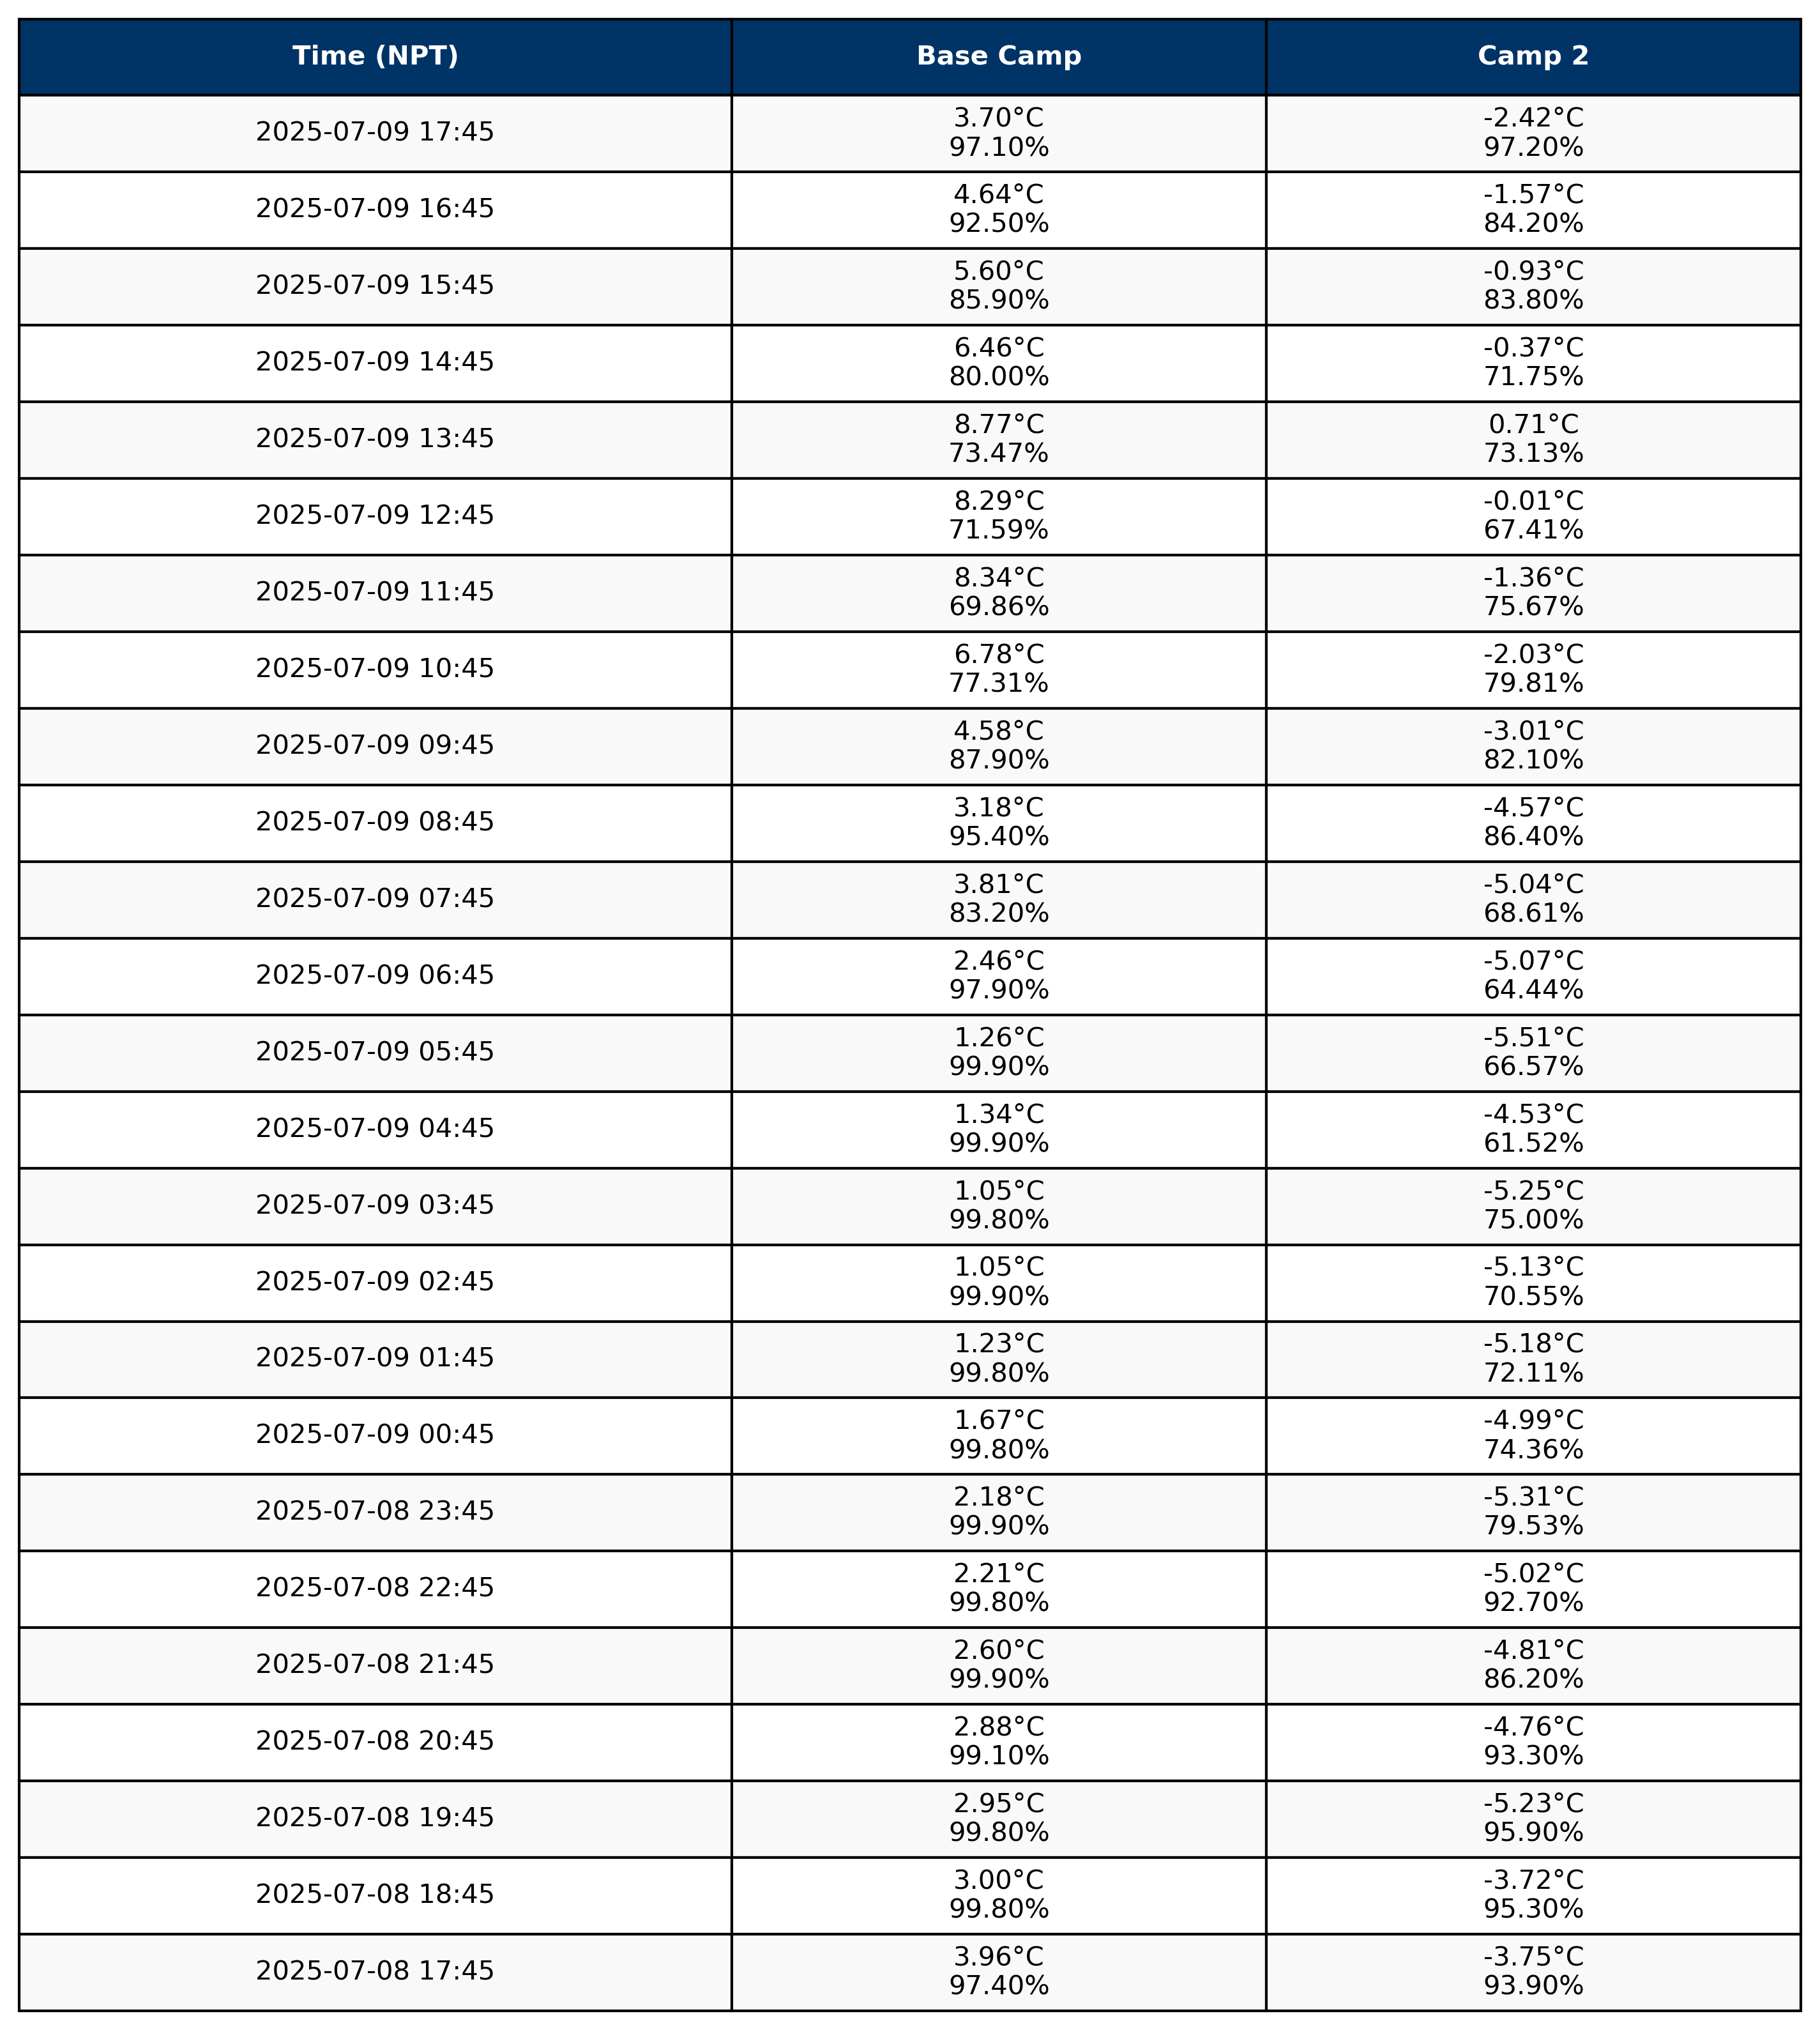 Time (NPT) Base Camp Camp 2
2025-07-09 17:45 3.70°C -2.42°C
97.10% 97.20%
2025-07-09 16:45 4.64°C -1.57°C
92.50% 84.20%
2025-07-09 15:45 5.60°C -0.93°C
85.90% 83.80%
2025-07-09 14:45 6.46°C -0.37°C
80.00% 71.75%
2025-07-09 13:45 8.77°C 0.71°C
73.47% 73.13%
2025-07-09 12:45 8.29°C -0.01°C
71.59% 67.41%
2025-07-09 11:45 8.34°C -1.36°C
69.86% 75.67%
2025-07-09 10:45 6.78°C -2.03°C
77.31% 79.81%
2025-07-09 09:45 4.58°C -3.01°C
87.90% 82.10%
2025-07-09 08:45 3.18°C -4.57°C
95.40% 86.40%
2025-07-09 07:45 3.81°C -5.04°C
83.20% 68.61%
2025-07-09 06:45 2.46°C -5.07°C
97.90% 64.44%
2025-07-09 05:45 1.26°C -5.51°C
99.90% 66.57%
2025-07-09 04:45 1.34°C -4.53°C
99.90% 61.52%
2025-07-09 03:45 1.05°C -5.25°C
99.80% 75.00%
2025-07-09 02:45 1.05°C -5.13°C
99.90% 70.55%
2025-07-09 01:45 1.23°C -5.18°C
99.80% 72.11%
2025-07-09 00:45 1.67°C -4.99°C
99.80% 74.36%
2025-07-08 23:45 2.18°C -5.31°C
99.90% 79.53%
2025-07-08 22:45 2.21°C -5.02°C
99.80% 92.70%
2025-07-08 21:45 2.60°C -4.81°C
99.90% 86.20%
2025-07-08 20:45 2.88°C -4.76°C
99.10% 93.30%
2025-07-08 19:45 2.95°C -5.23°C
99.80% 95.90%
2025-07-08 18:45 3.00°C -3.72°C
99.80% 95.30%
2025-07-08 17:45 3.96°C -3.75°C
97.40% 93.90%